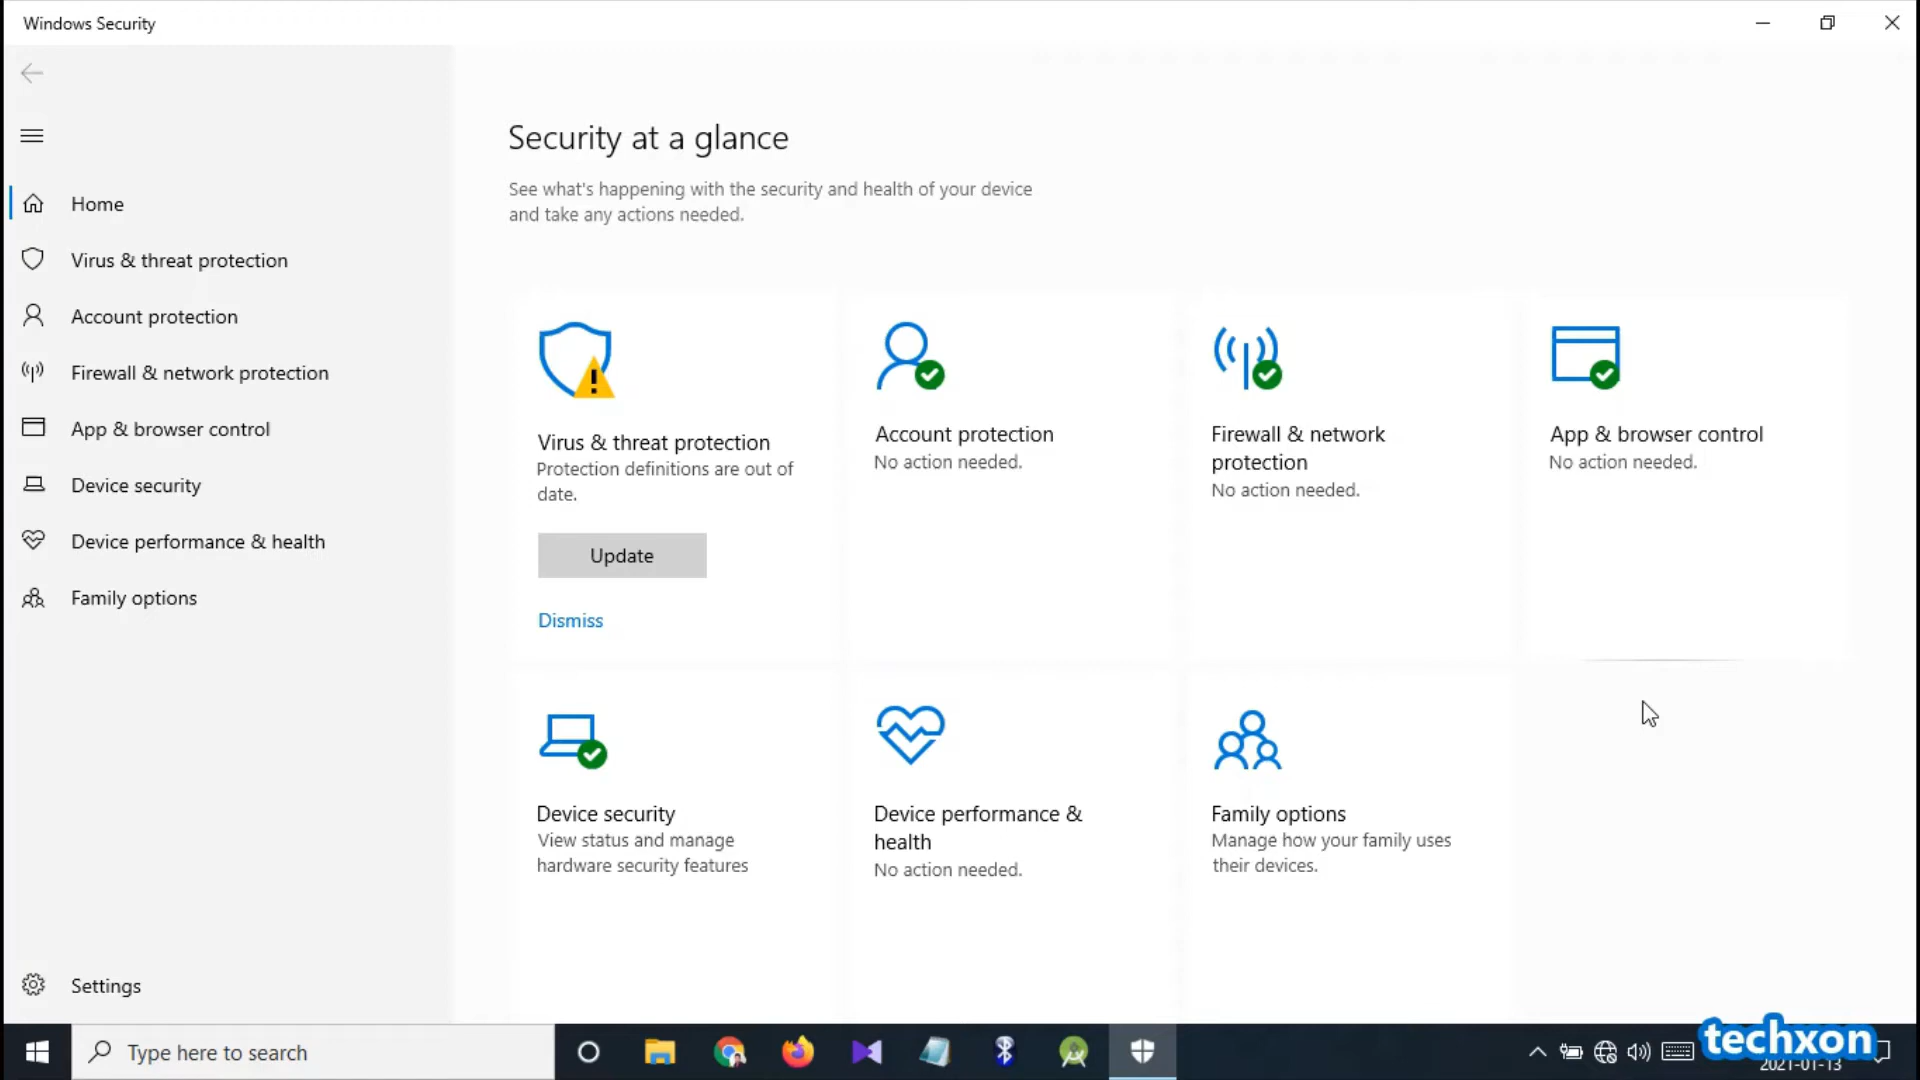 Windows Security
Security at a glance
See what's happening with the security and health of your device
and take any actions needed.
Home
Virus & threat protection
Account protection
Firewall & network protection
App & browser control
Device security
Device performance & health
Family options
Settings
Virus & threat protection
Protection definitions are out of
date.
Update
Dismiss
Account protection
No action needed.
Firewall & network
protection
No action needed.
App & browser control
No action needed.
Device security
View status and manage
hardware security features
Device performance &
health
No action needed.
Family options
Manage how your family uses
their devices.
Type here to search
techxon
2021-01-13